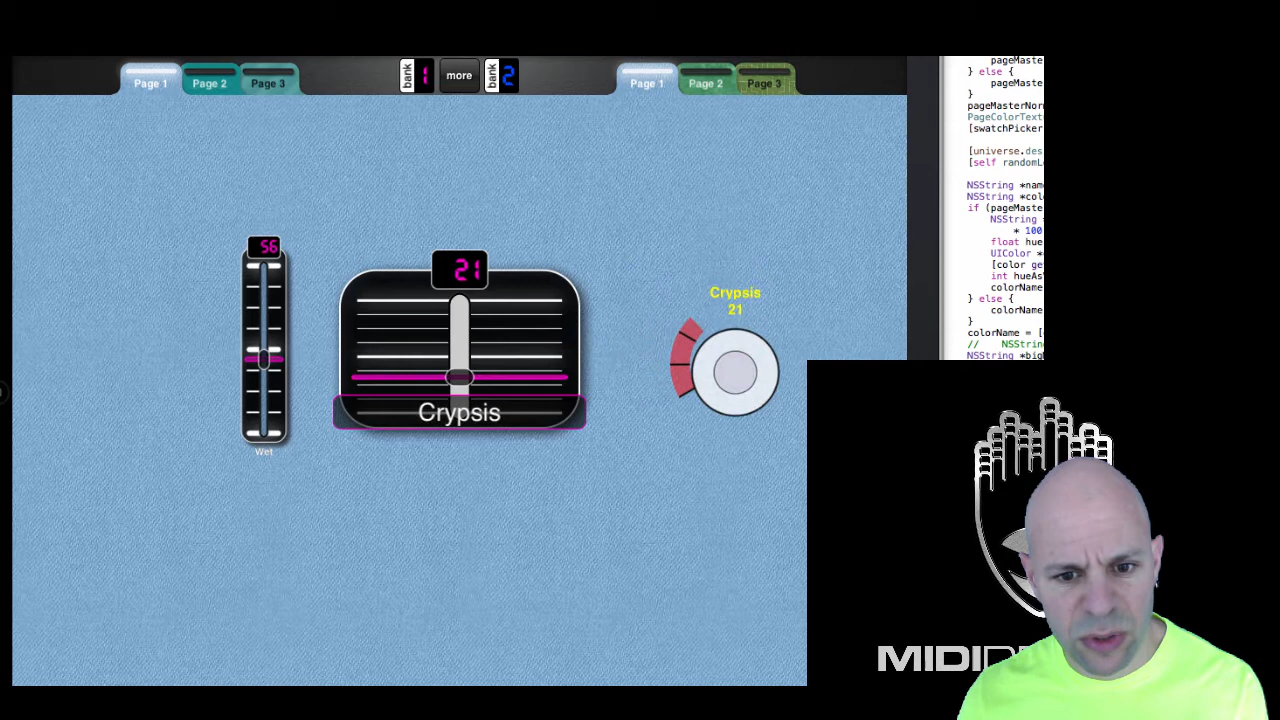 Page 1
Page 2
Page 3
bank
1
more
bank
2
Page 1
Page 2
Page 3
56
Wet
21
Crypsis
Crypsis
21
pageMaste
} else {
pageMaste
}
pageMasterNor
PageColorText
[swatchPicker
[universe.des
[self randomL
NSString *nam
NSString *col
if (pageMaste
NSString *
* 100
float hue
UIColor *
[color ge
int hueAs
colorName
} else {
colorName
}
colorName = [
// NSStrin
NSString *big
MIDI